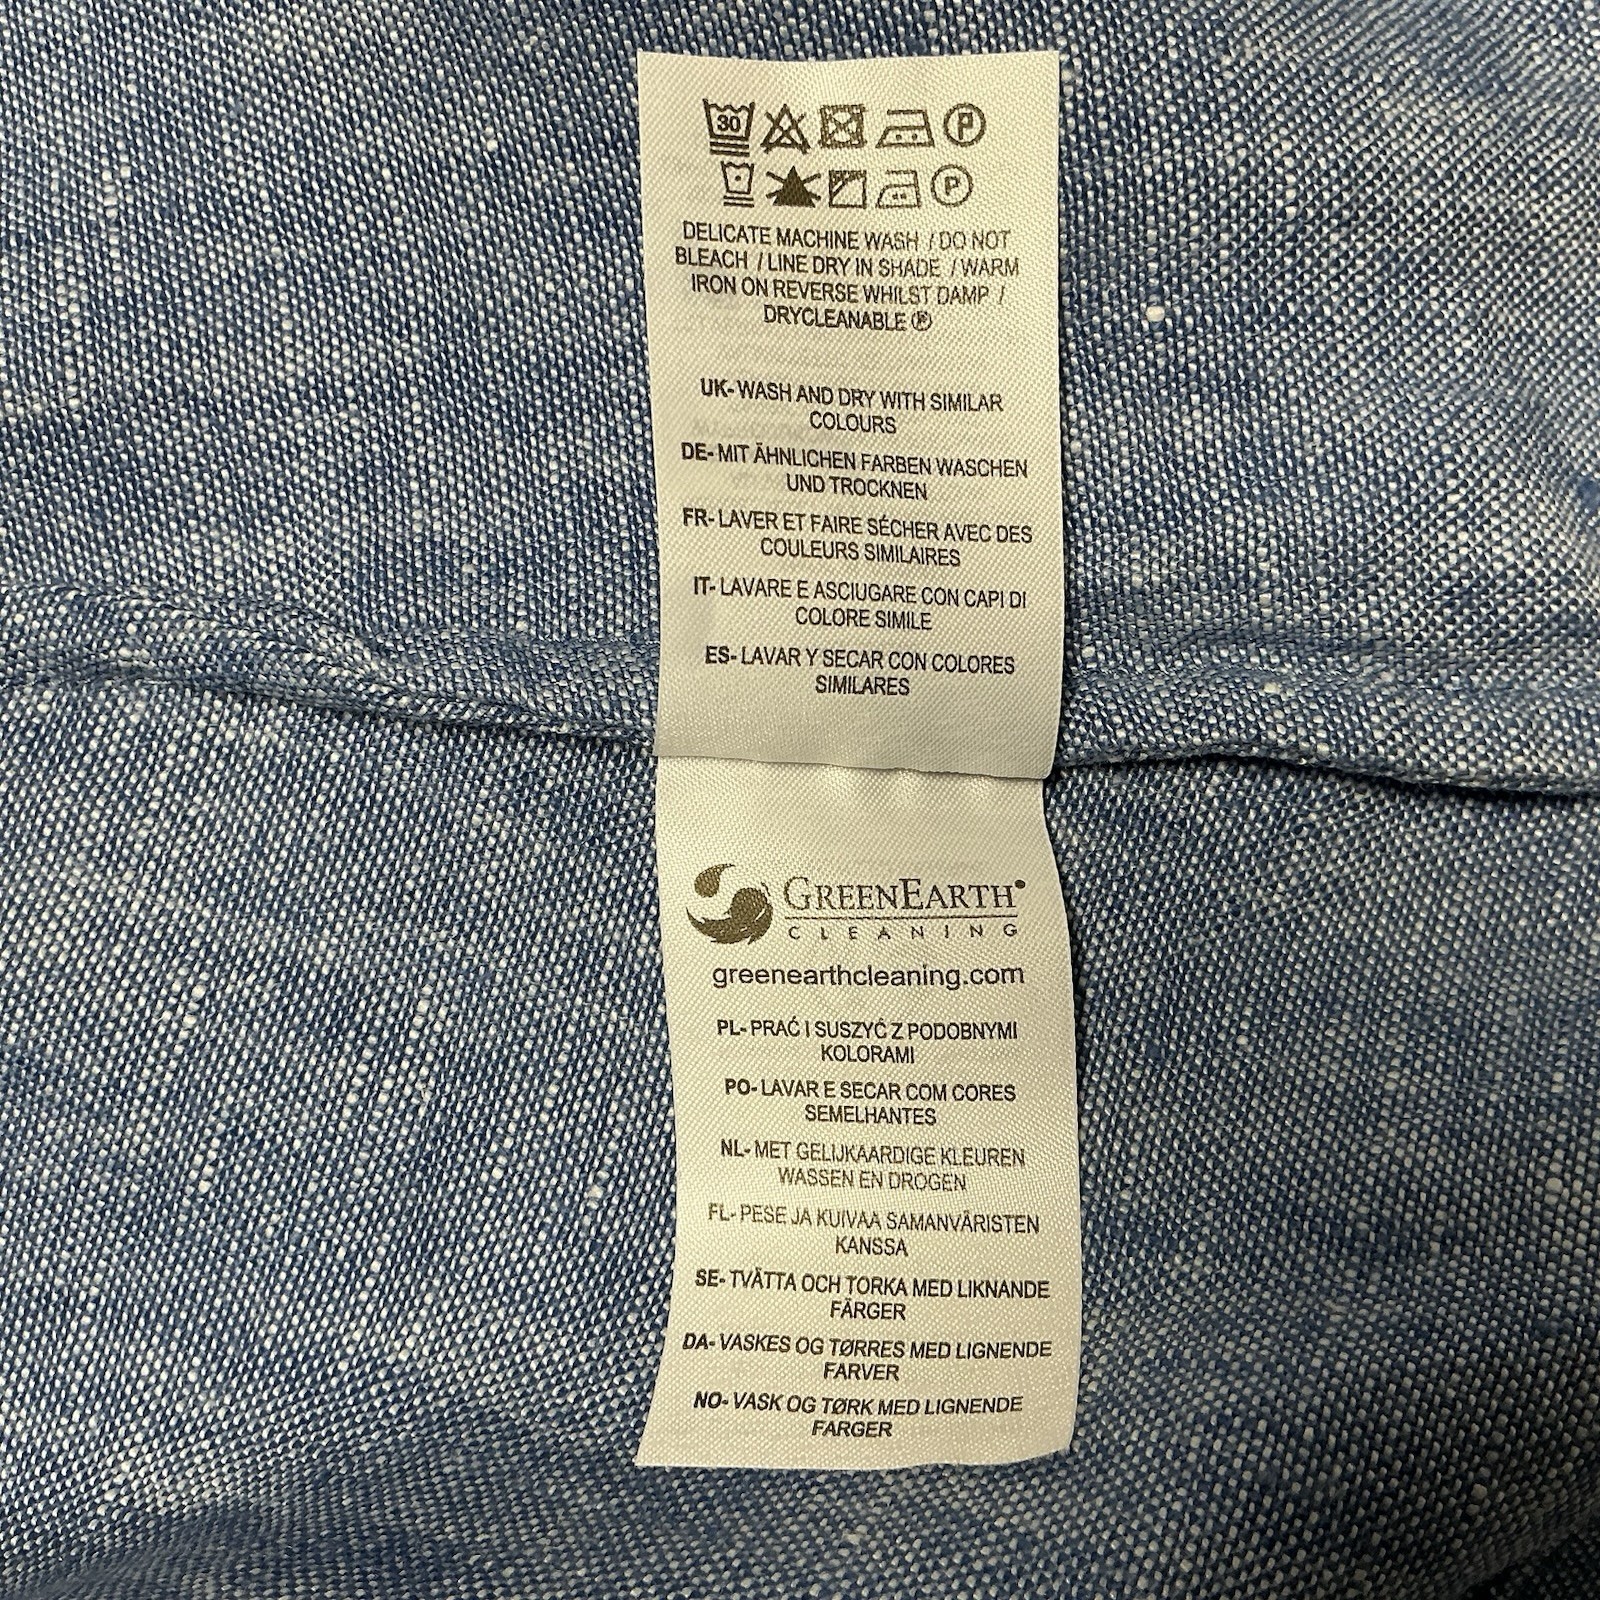 30 P
P
DELICATE MACHINE WASH / DO NOT
BLEACH / LINE DRY IN SHADE / WARM
IRON ON REVERSE WHILST DAMP /
DRYCLEANABLE Ⓟ
UK- WASH AND DRY WITH SIMILAR
COLOURS
DE- MIT ÄHNLICHEN FARBEN WASCHEN
UND TROCKNEN
FR- LAVER ET FAIRE SÉCHER AVEC DES
COULEURS SIMILAIRES
IT- LAVARE E ASCIUGARE CON CAPI DI
COLORE SIMILE
ES- LAVAR Y SECAR CON COLORES
SIMILARES
GREENEARTH
CLEANING
greenearthcleaning.com
PL- PRAĆ I SUSZYĆ Z PODOBNYMI
KOLORAMI
PO- LAVAR E SECAR COM CORES
SEMELHANTES
NL- MET GELIJKAARDIGE KLEUREN
WASSEN EN DROGEN
FL- PESE JA KUIVAA SAMANVÄRISTEN
KANSSA
SE- TVÄTTA OCH TORKA MED LIKNANDE
FÄRGER
DA- VASKES OG TØRRES MED LIGNENDE
FARVER
NO- VASK OG TØRK MED LIGNENDE
FARGER